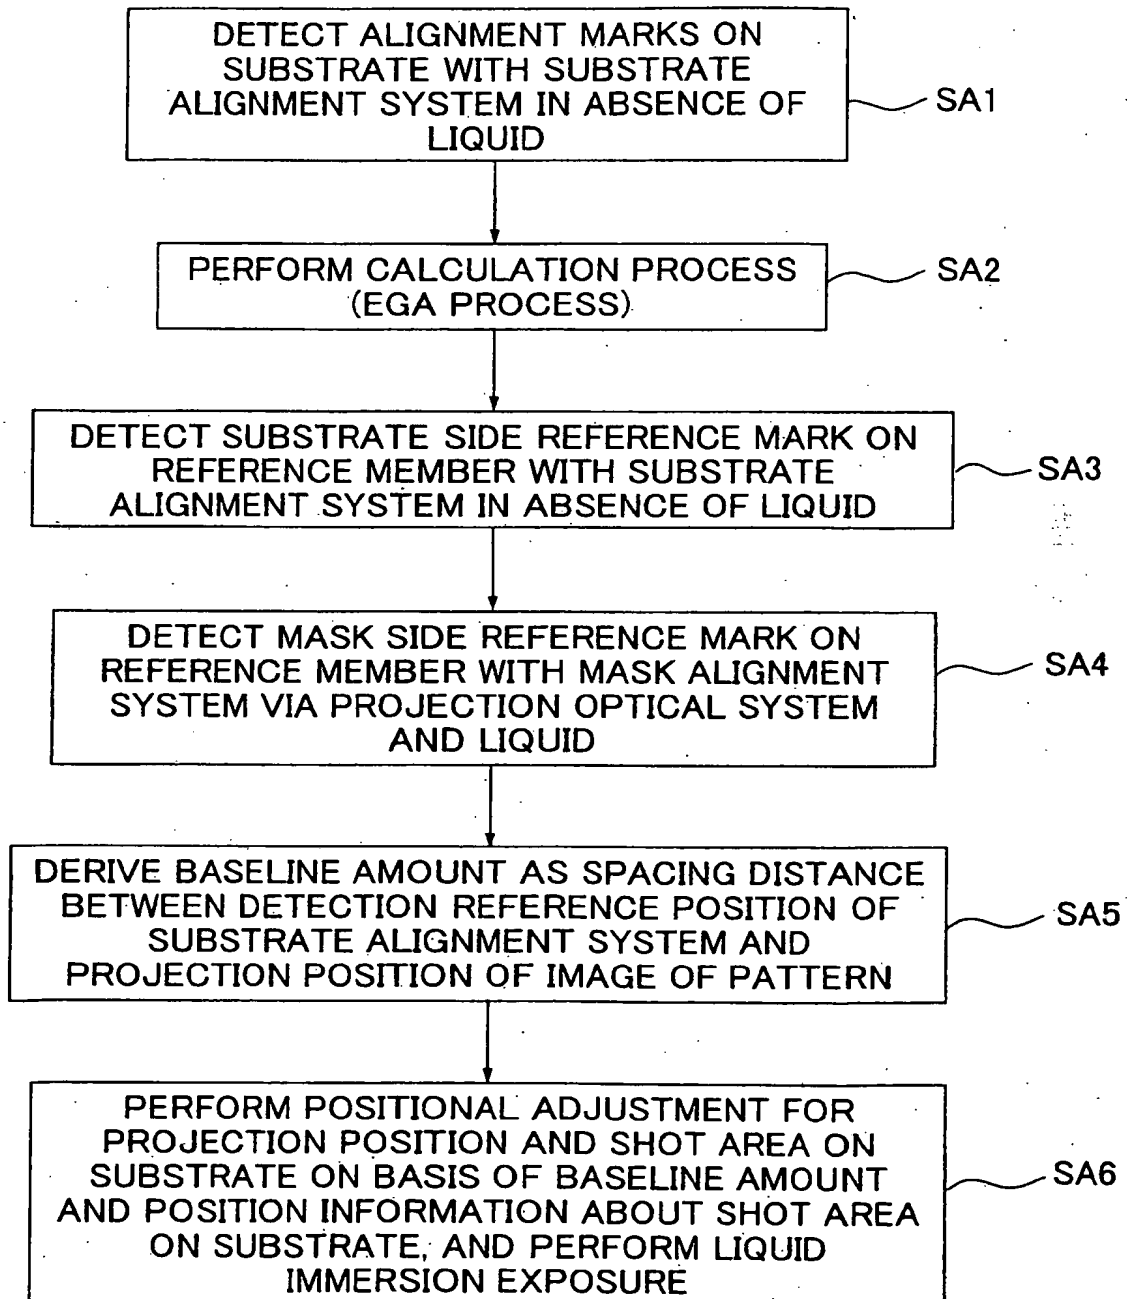 DETECT ALIGNMENT MARKS ON
SUBSTRATE WITH SUBSTRATE
ALIGNMENT SYSTEM IN ABSENCE OF
LIQUID
SA1
PERFORM CALCULATION PROCESS
(EGA PROCESS)
SA2
DETECT SUBSTRATE SIDE REFERENCE MARK ON
REFERENCE MEMBER WITH SUBSTRATE
ALIGNMENT SYSTEM IN ABSENCE OF LIQUID
SA3
DETECT MASK SIDE REFERENCE MARK ON
REFERENCE MEMBER WITH MASK ALIGNMENT
SYSTEM VIA PROJECTION OPTICAL SYSTEM
AND LIQUID
SA4
DERIVE BASELINE AMOUNT AS SPACING DISTANCE
BETWEEN DETECTION REFERENCE POSITION OF
SUBSTRATE ALIGNMENT SYSTEM AND
PROJECTION POSITION OF IMAGE OF PATTERN
SA5
PERFORM POSITIONAL ADJUSTMENT FOR
PROJECTION POSITION AND SHOT AREA ON
SUBSTRATE ON BASIS OF BASELINE AMOUNT
AND POSITION INFORMATION ABOUT SHOT AREA
ON SUBSTRATE, AND PERFORM LIQUID
IMMERSION EXPOSURE
SA6